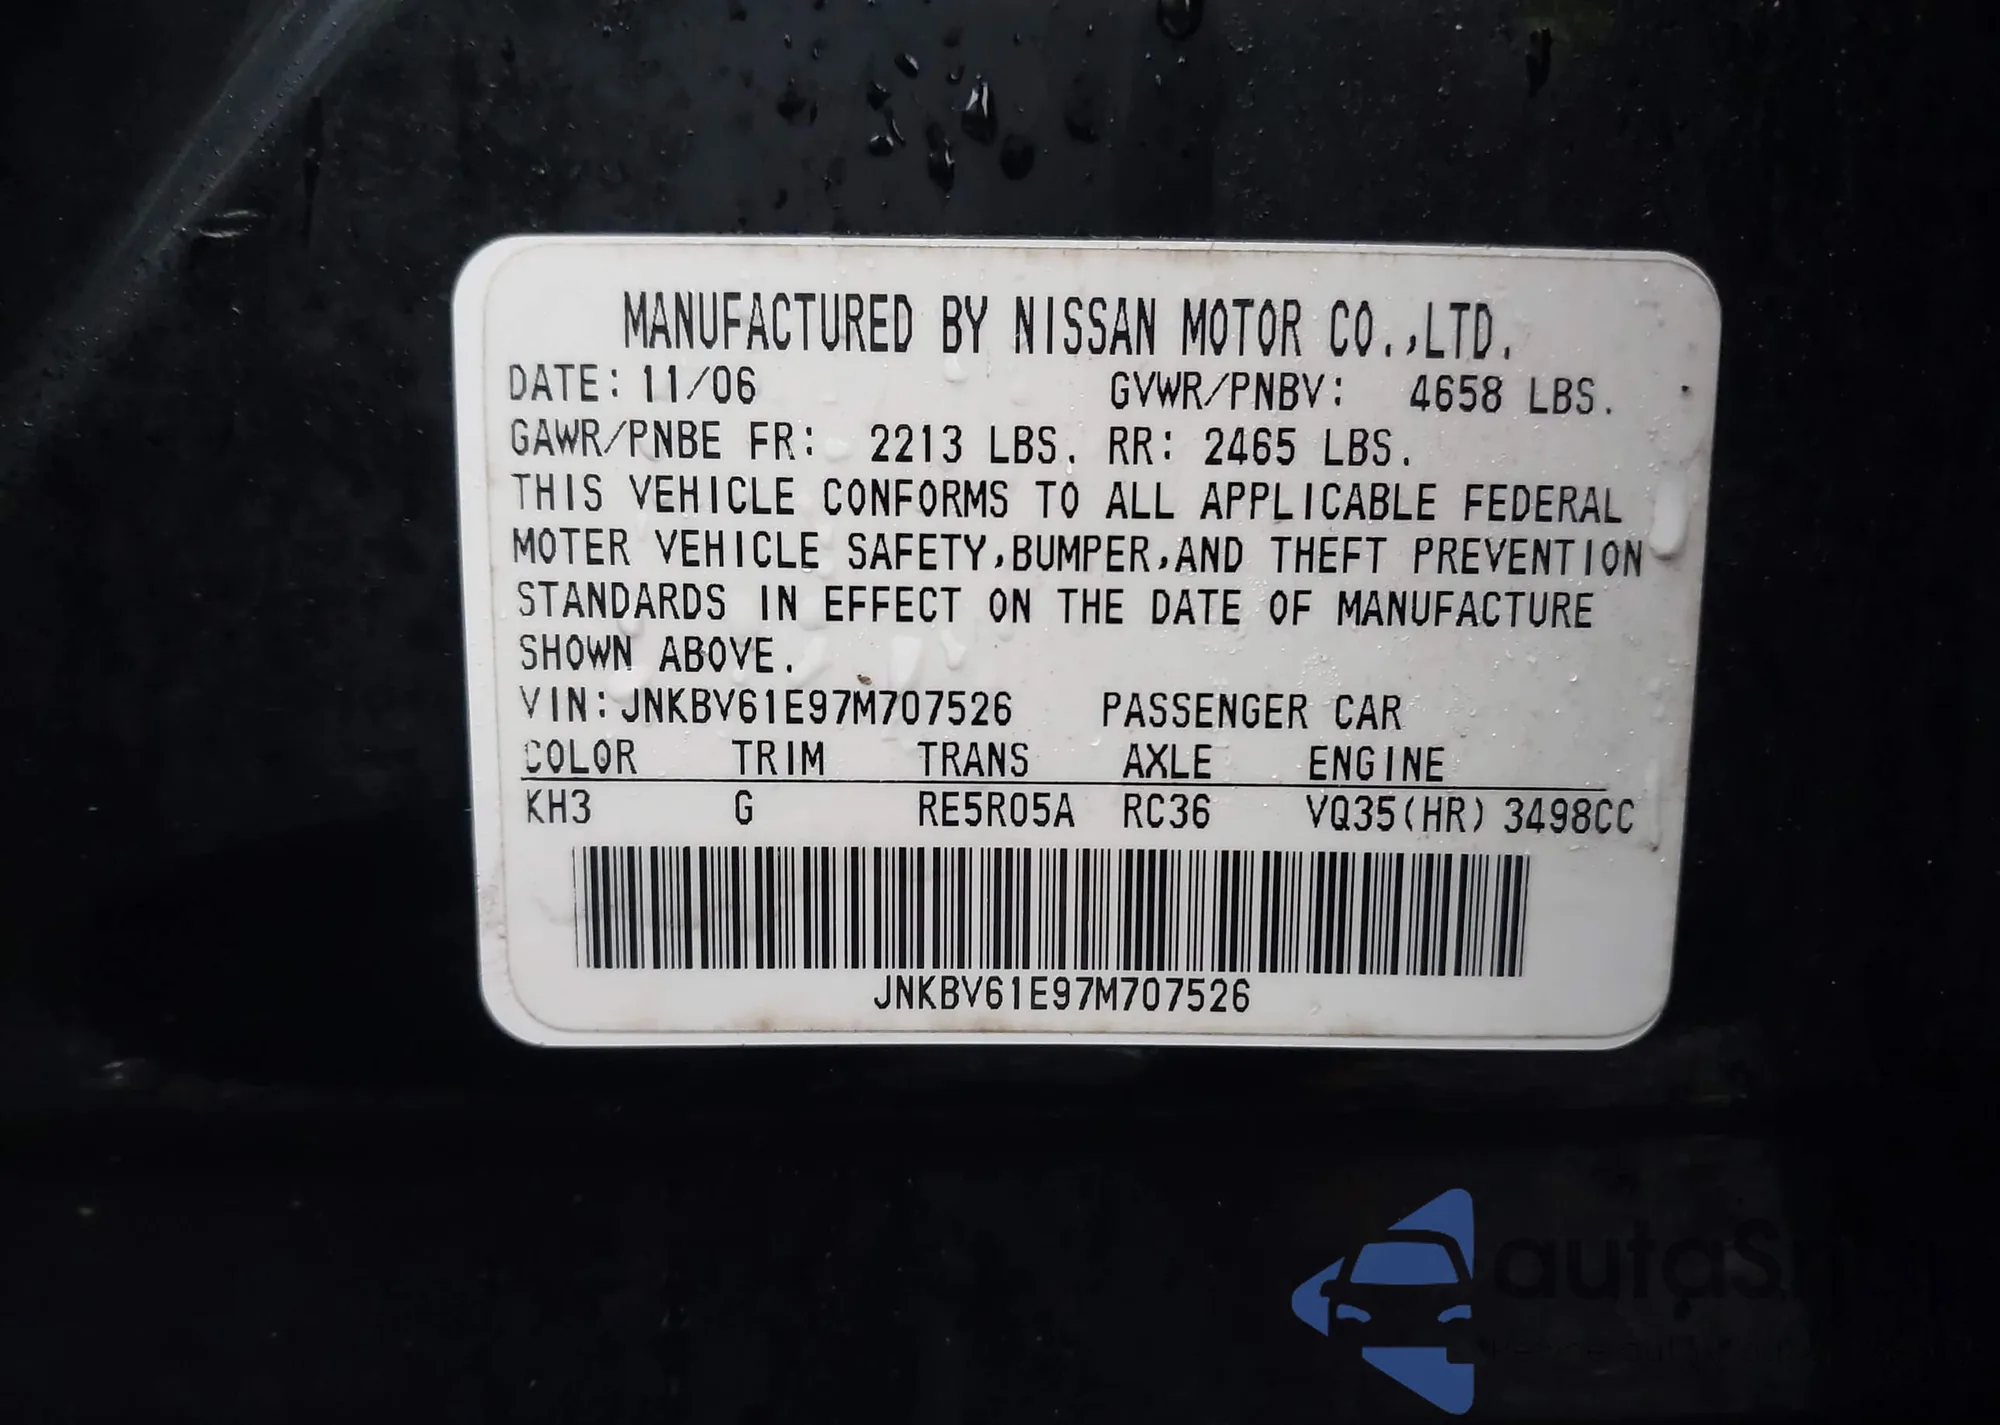 MANUFACTURED BY NISSAN MOTOR CO.,LTD.
DATE: 11/06 GVWR/PNBV: 4658 LBS.
GAWR/PNBE FR: 2213 LBS. RR: 2465 LBS.
THIS VEHICLE CONFORMS TO ALL APPLICABLE FEDERAL
MOTER VEHICLE SAFETY,BUMPER,AND THEFT PREVENTION
STANDARDS IN EFFECT ON THE DATE OF MANUFACTURE
SHOWN ABOVE.
VIN: JNKBV61E97M707526 PASSENGER CAR
COLOR TRIM TRANS AXLE ENGINE
KH3 G RE5R05A RC36 VQ35(HR) 3498CC
JNKBV61E97M707526